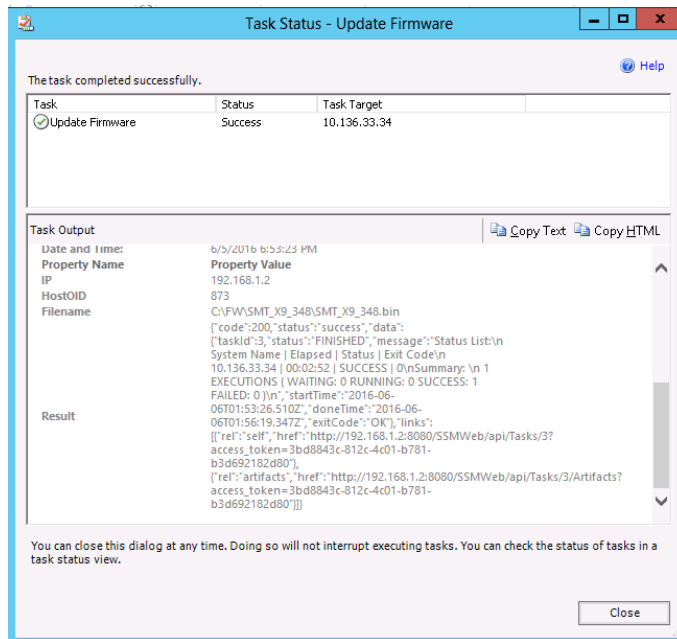 Task Status - Update Firmware
Help
The task completed successfully.
Task Status Task Target
Update Firmware Success 10.136.33.34
Task Output Copy Text Copy HTML
Date and Time: 6/5/2016 6:53:23 PM
Property Name Property Value
IP 192.168.1.2
HostOID 873
Filename C:\FW\SMT_X9_348\SMT_X9_348.bin
{"code":200,"status":"success","data":
{"taskId":3,"status":"FINISHED","message":"Status List:\n
System Name | Elapsed | Status | Exit Code\n
10.136.33.34 | 00:02:52 | SUCCESS | 0\nSummary: \n 1
EXECUTIONS ( WAITING: 0 RUNNING: 0 SUCCESS: 1
FAILED: 0 )\n","startTime":"2016-06-
06T01:53:26.510Z","doneTime":"2016-06-
Result 06T01:56:19.347Z","exitCode":"OK"},"links":
[{"rel":"self","href":"http://192.168.1.2:8080/SSMWeb/api/Tasks/3?
access_token=3bd8843c-812c-4c01-b781-
b3d692182d80"},
{"rel":"artifacts","href":"http://192.168.1.2:8080/SSMWeb/api/Tasks/3/Artifacts?
access_token=3bd8843c-812c-4c01-b781-
b3d692182d80"}]}
You can close this dialog at any time. Doing so will not interrupt executing tasks. You can check the status of tasks in a
task status view.
Close